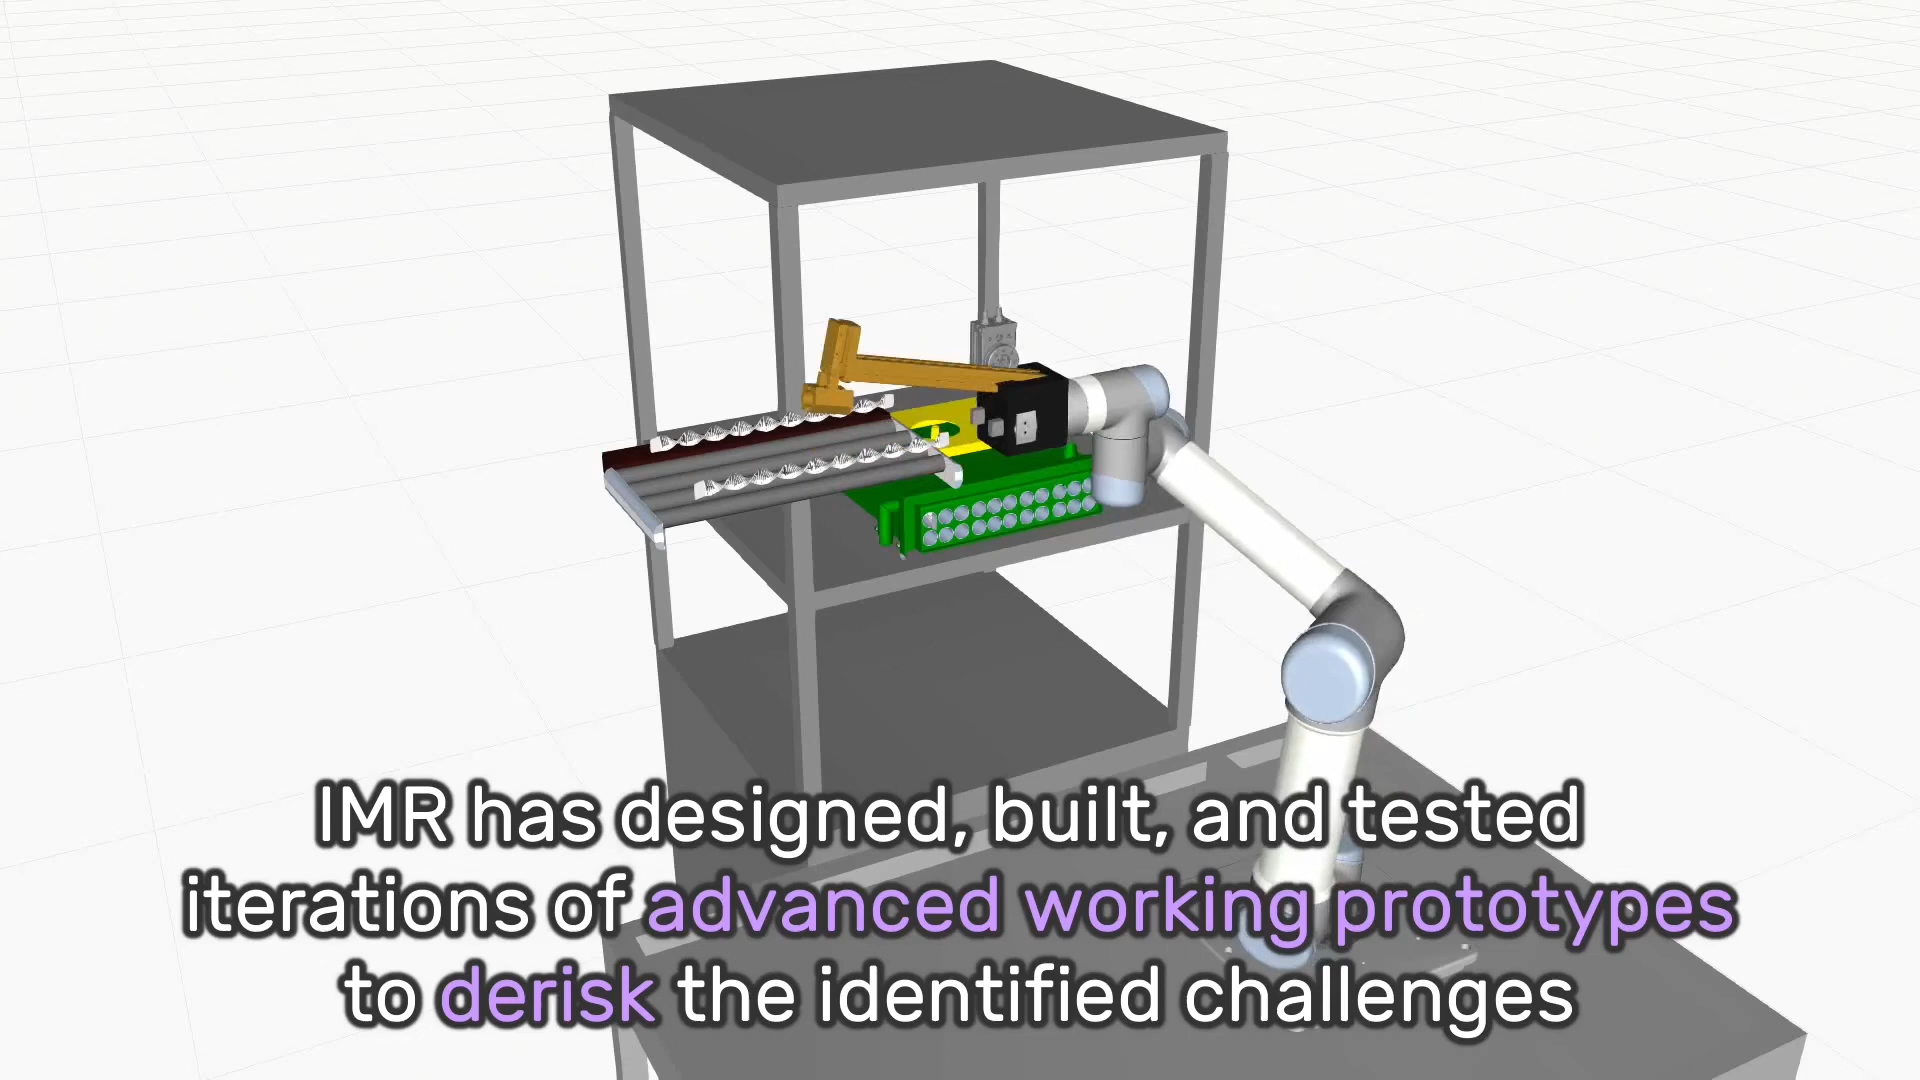 IMR has designed, built, and tested
iterations of advanced working prototypes
to derisk the identified challenges